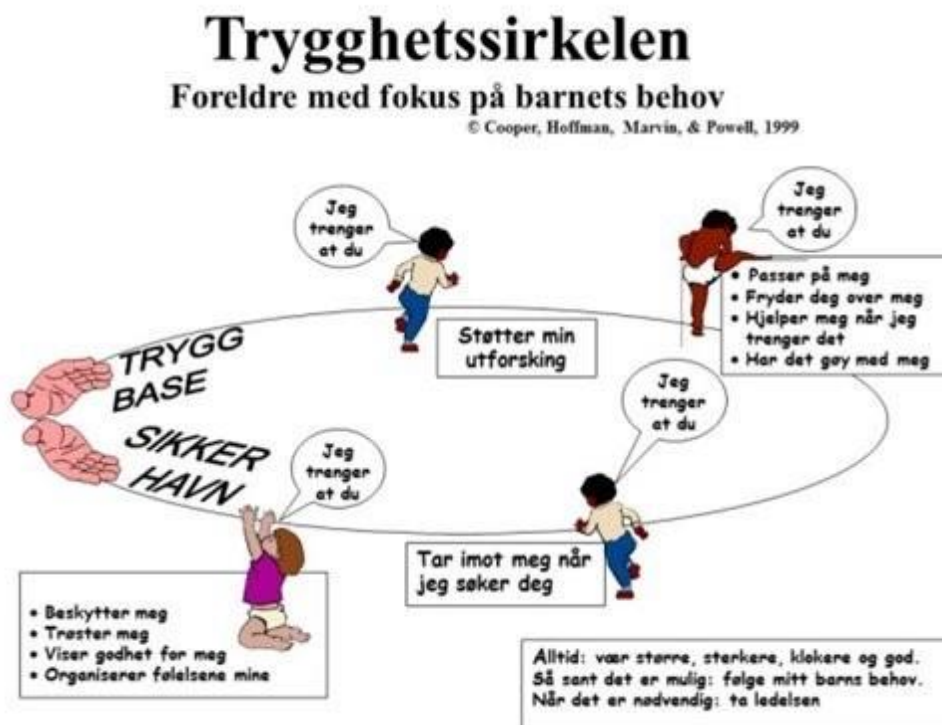 Trygghetssirkelen
Foreldre med fokus på barnets behov
© Cooper, Hoffman, Marvin, & Powell, 1999
Jeg
trenger
at du
Støtter min
utforsking
Jeg
trenger
at du
• Passer på meg
• Fryder deg over meg
• Hjelper meg når jeg
trenger det
• Har det gøy med meg
TRYGG
BASE
SIKKER
HAVN
Jeg
trenger
at du
Tar imot meg når
jeg søker deg
Jeg
trenger
at du
• Beskytter meg
• Trøster meg
• Viser godhet for meg
• Organiserer følelsene mine
Alltid: vær større, sterkere, klokere og god.
Så sant det er mulig: følge mitt barns behov.
Når det er nødvendig: ta ledelsen